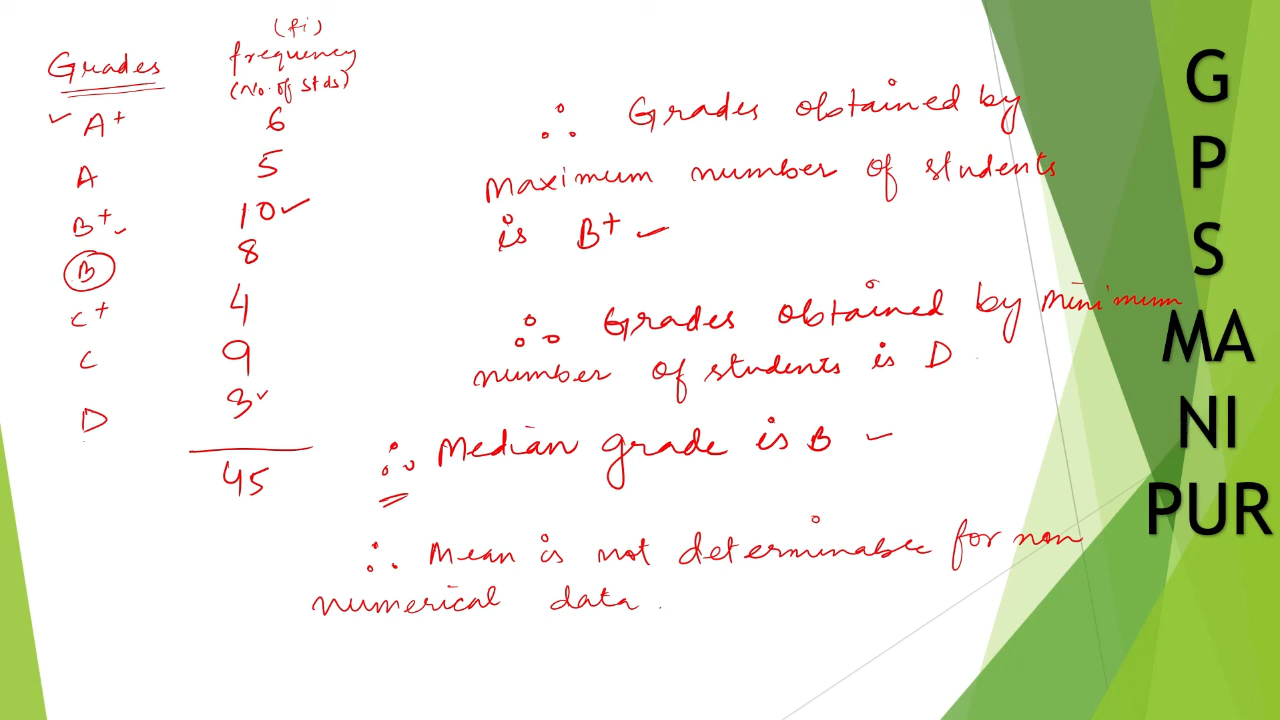 (fi)
Grades frequency
(No. of stds)
A+ 6
A 5
B+ 10
B 8
C+ 4
C 9
D 3
45
∴ Grades obtained by
maximum number of students
is B+
∴ Grades obtained by minimum
number of students is D
∴ Median grade is B
∴ Mean is not determinable for non
numerical data.
G
P
S
MA
NI
PUR